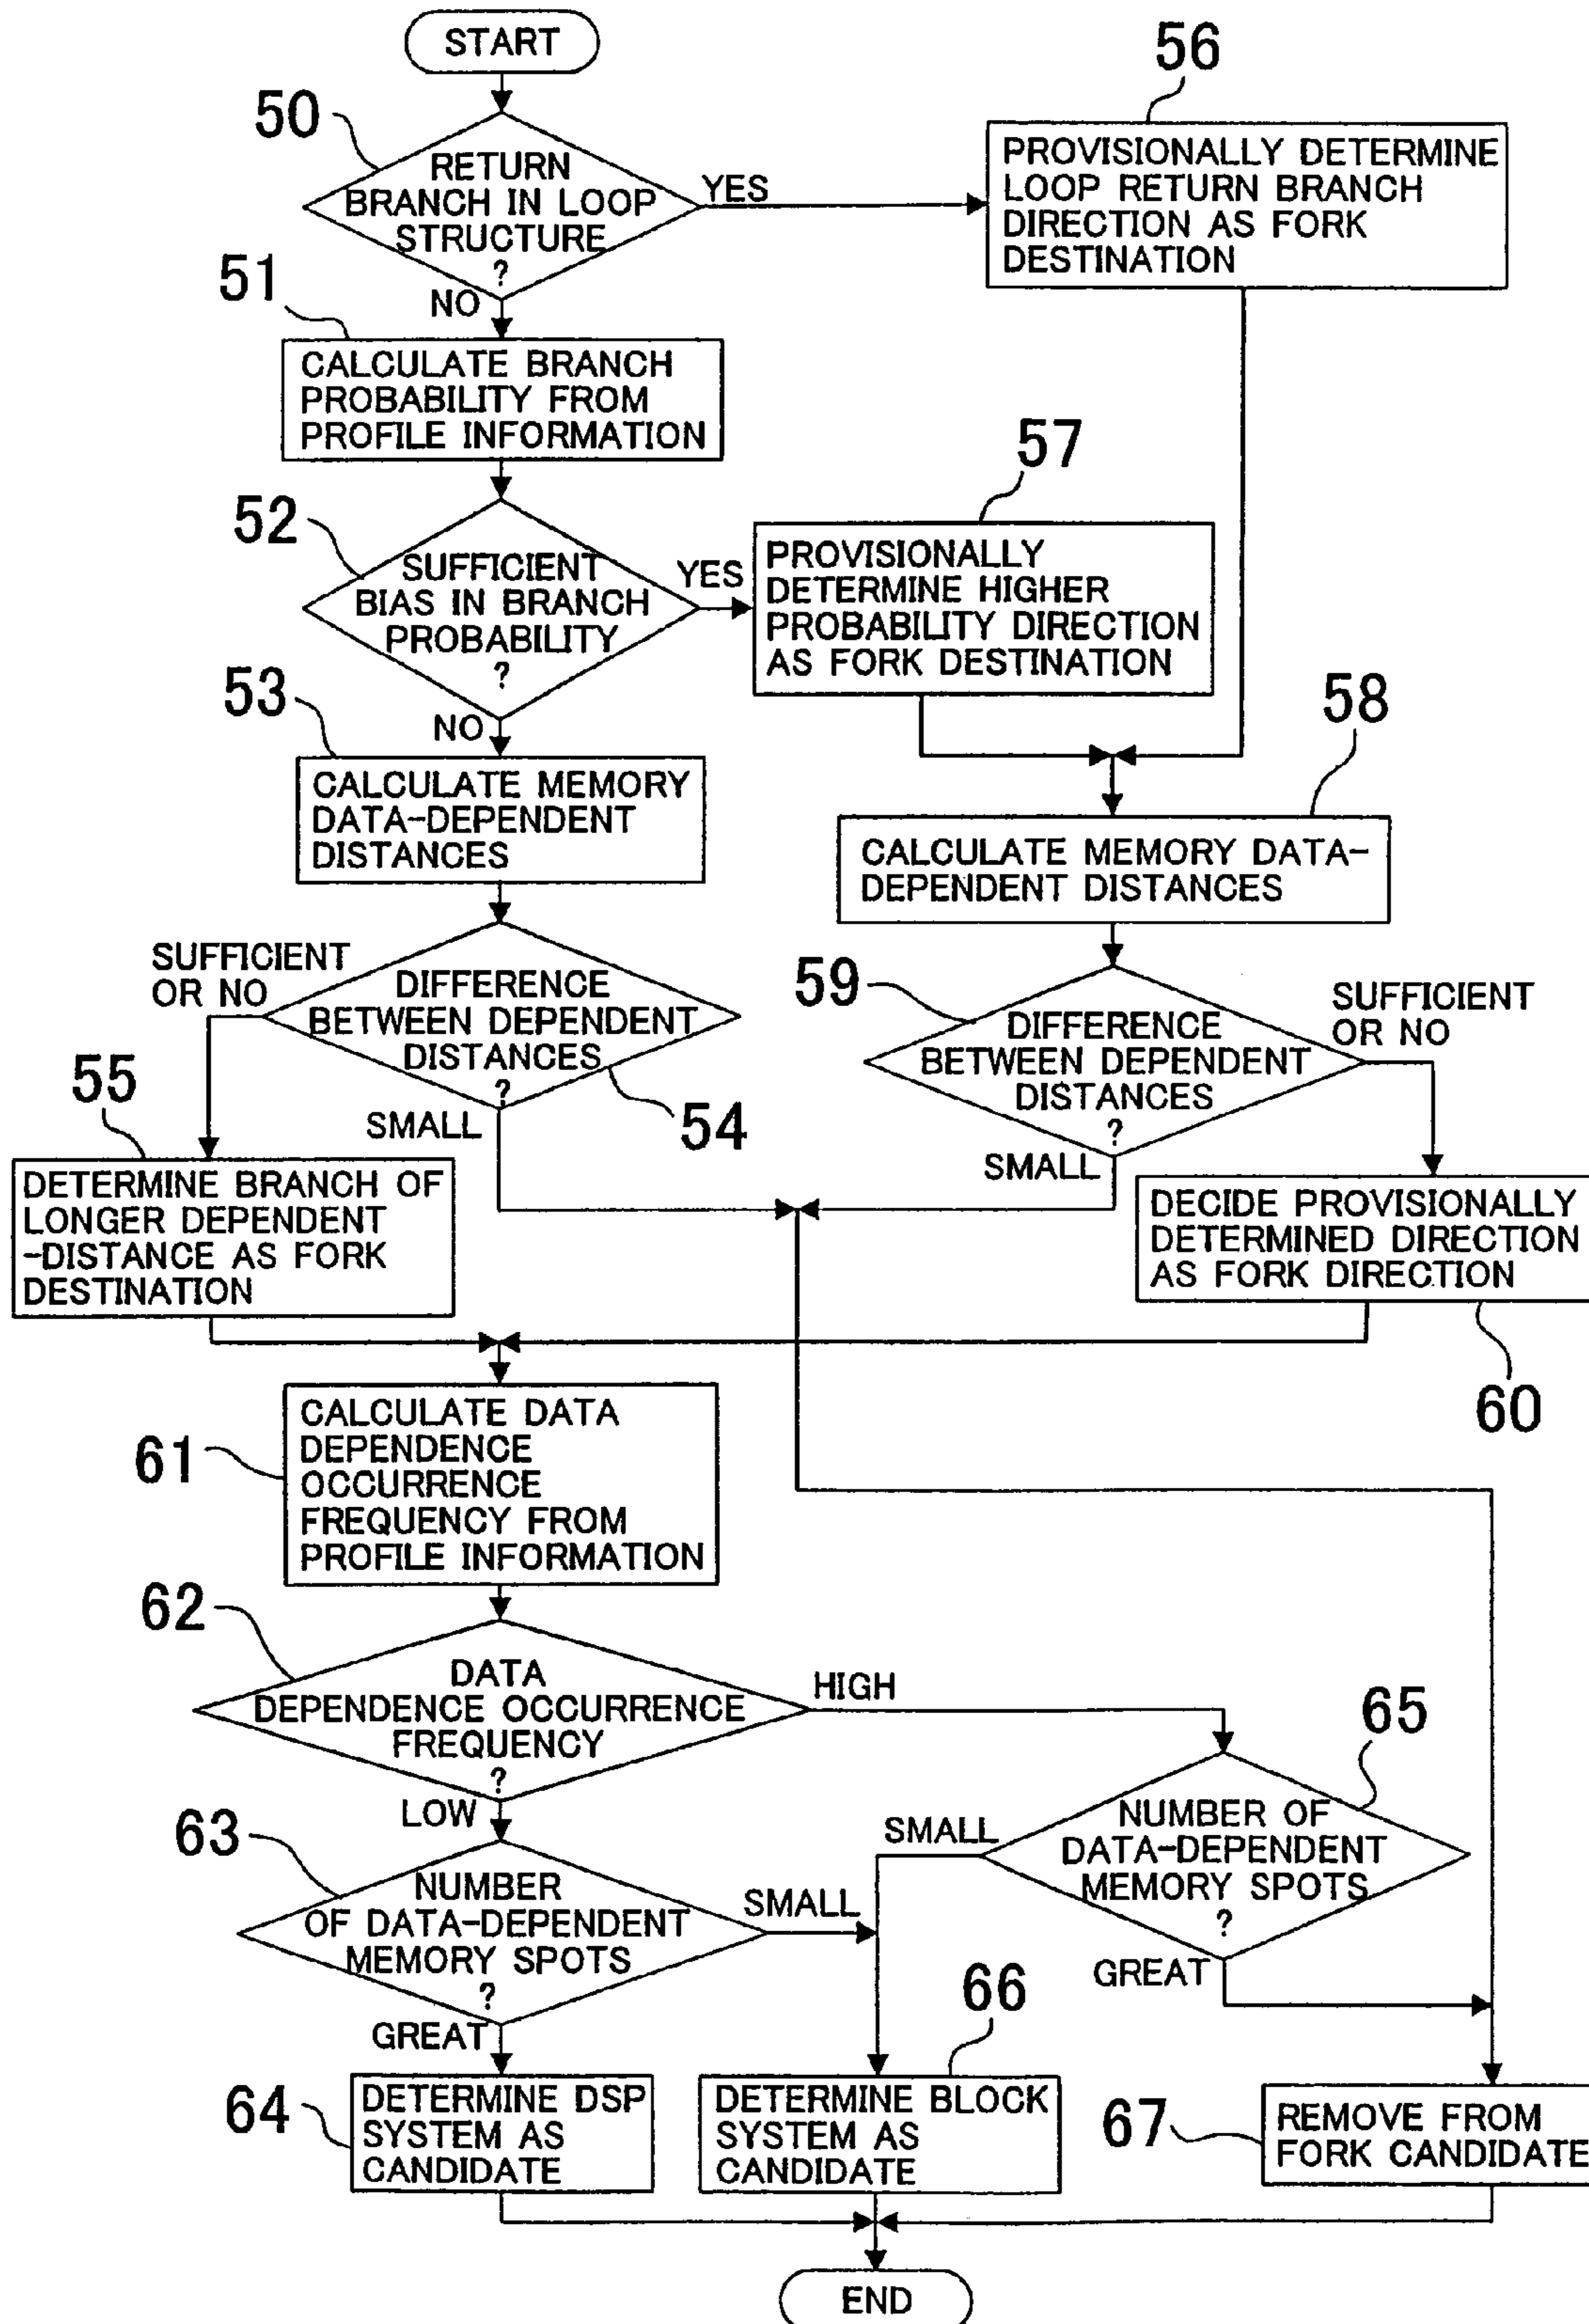 START
50
RETURN
BRANCH IN LOOP
STRUCTURE
?
YES
NO
56
PROVISIONALLY DETERMINE
LOOP RETURN BRANCH
DIRECTION AS FORK
DESTINATION
51
CALCULATE BRANCH
PROBABILITY FROM
PROFILE INFORMATION
52
SUFFICIENT
BIAS IN BRANCH
PROBABILITY
?
YES
NO
57
PROVISIONALLY
DETERMINE HIGHER
PROBABILITY DIRECTION
AS FORK DESTINATION
53
CALCULATE MEMORY
DATA-DEPENDENT
DISTANCES
58
CALCULATE MEMORY DATA-
DEPENDENT DISTANCES
SUFFICIENT
OR NO
DIFFERENCE
BETWEEN DEPENDENT
DISTANCES
?
54
SMALL
59
DIFFERENCE
BETWEEN DEPENDENT
DISTANCES
?
SUFFICIENT
OR NO
SMALL
55
DETERMINE BRANCH OF
LONGER DEPENDENT
-DISTANCE AS FORK
DESTINATION
DECIDE PROVISIONALLY
DETERMINED DIRECTION
AS FORK DIRECTION
60
61
CALCULATE DATA
DEPENDENCE
OCCURRENCE
FREQUENCY FROM
PROFILE INFORMATION
62
DATA
DEPENDENCE OCCURRENCE
FREQUENCY
?
HIGH
LOW
65
NUMBER OF
DATA-DEPENDENT
MEMORY SPOTS
?
SMALL
GREAT
63
NUMBER
OF DATA-DEPENDENT
MEMORY SPOTS
?
SMALL
GREAT
64
DETERMINE DSP
SYSTEM AS
CANDIDATE
66
DETERMINE BLOCK
SYSTEM AS
CANDIDATE
67
REMOVE FROM
FORK CANDIDATE
END